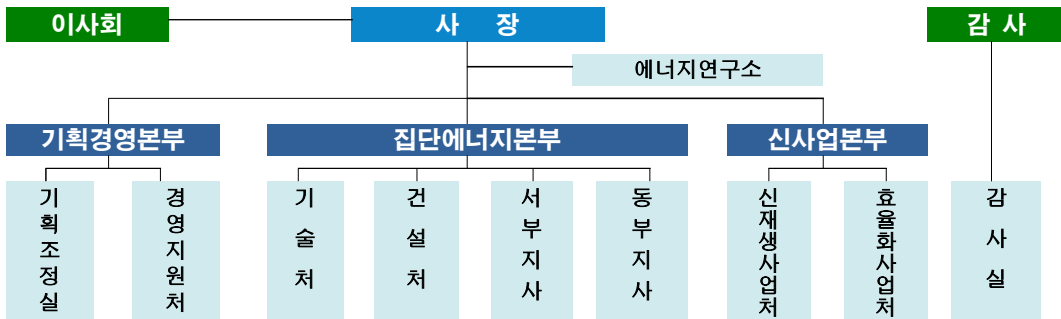 이사회
사 장
감 사
에너지연구소
기획경영본부
집단에너지본부
신사업본부
기획조정실
경영지원처
기술처
건설처
서부지사
동부지사
신재생사업처
효율화사업처
감사실